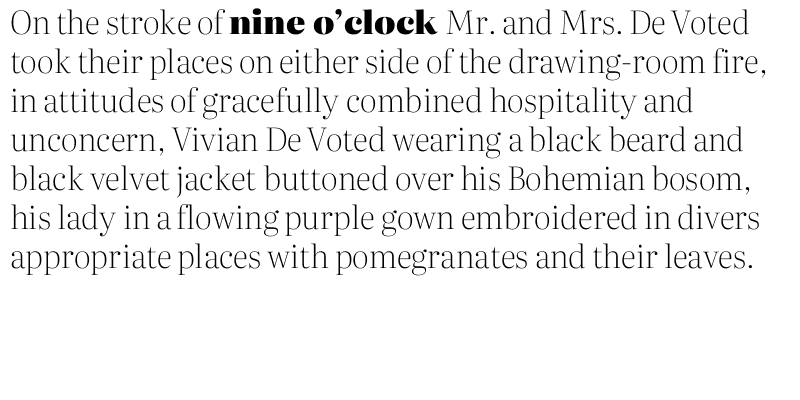 On the stroke of nine o’clock Mr. and Mrs. De Voted
took their places on either side of the drawing-room fire,
in attitudes of gracefully combined hospitality and
unconcern, Vivian De Voted wearing a black beard and
black velvet jacket buttoned over his Bohemian bosom,
his lady in a flowing purple gown embroidered in divers
appropriate places with pomegranates and their leaves.